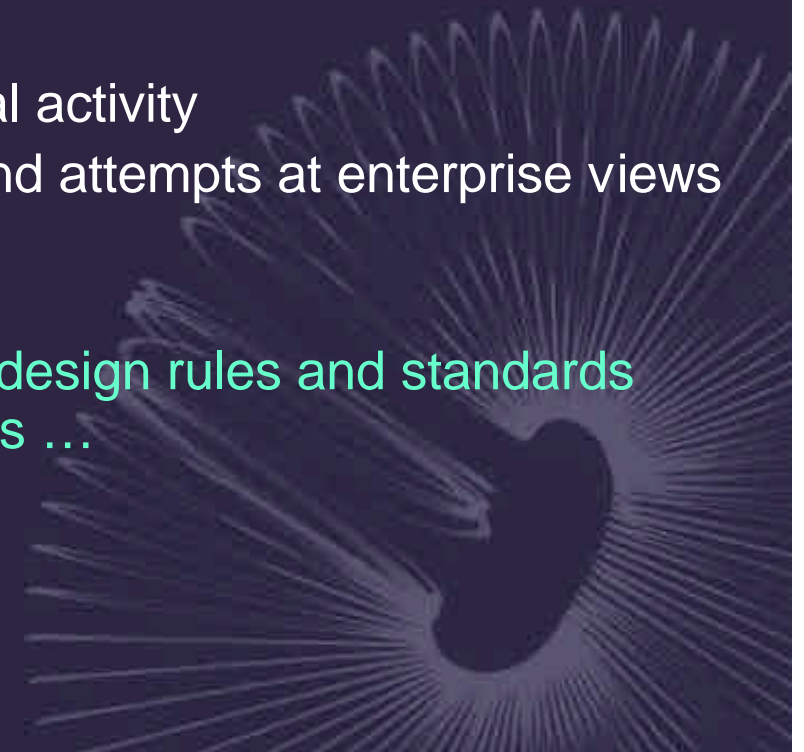 al activity
nd attempts at enterprise views
design rules and standards
s …